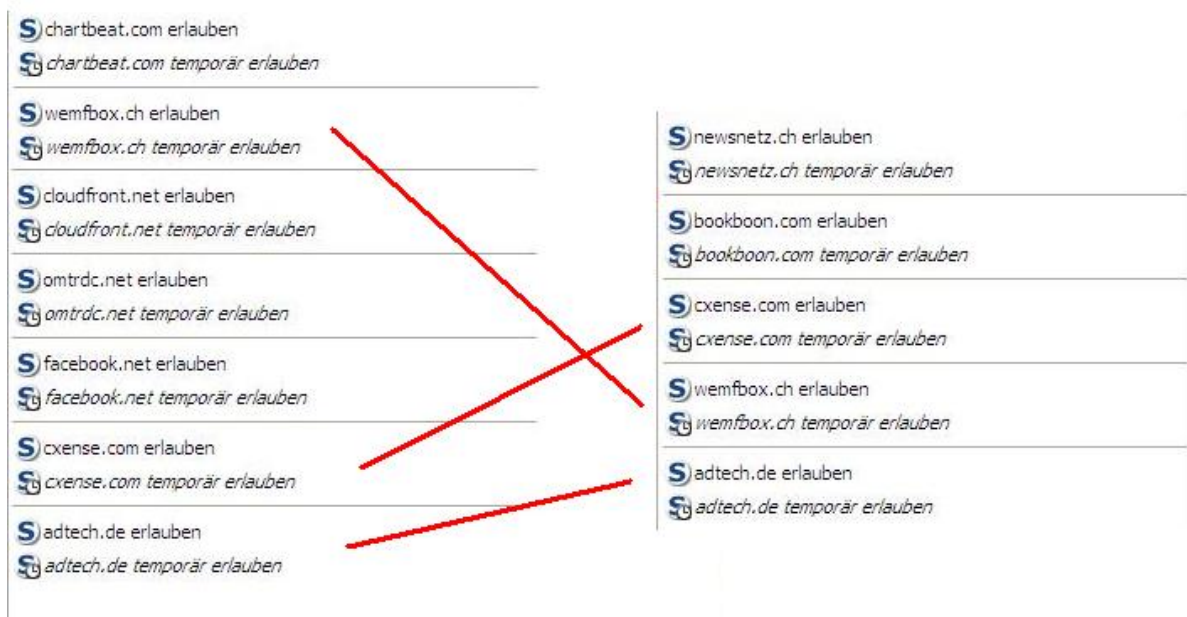 chartbeat.com erlauben
chartbeat.com temporär erlauben
wemfbox.ch erlauben
wemfbox.ch temporär erlauben
cloudfront.net erlauben
cloudfront.net temporär erlauben
omtrdc.net erlauben
omtrdc.net temporär erlauben
facebook.net erlauben
facebook.net temporär erlauben
cxense.com erlauben
cxense.com temporär erlauben
adtech.de erlauben
adtech.de temporär erlauben
newsnetz.ch erlauben
newsnetz.ch temporär erlauben
bookboon.com erlauben
bookboon.com temporär erlauben
cxense.com erlauben
cxense.com temporär erlauben
wemfbox.ch erlauben
wemfbox.ch temporär erlauben
adtech.de erlauben
adtech.de temporär erlauben